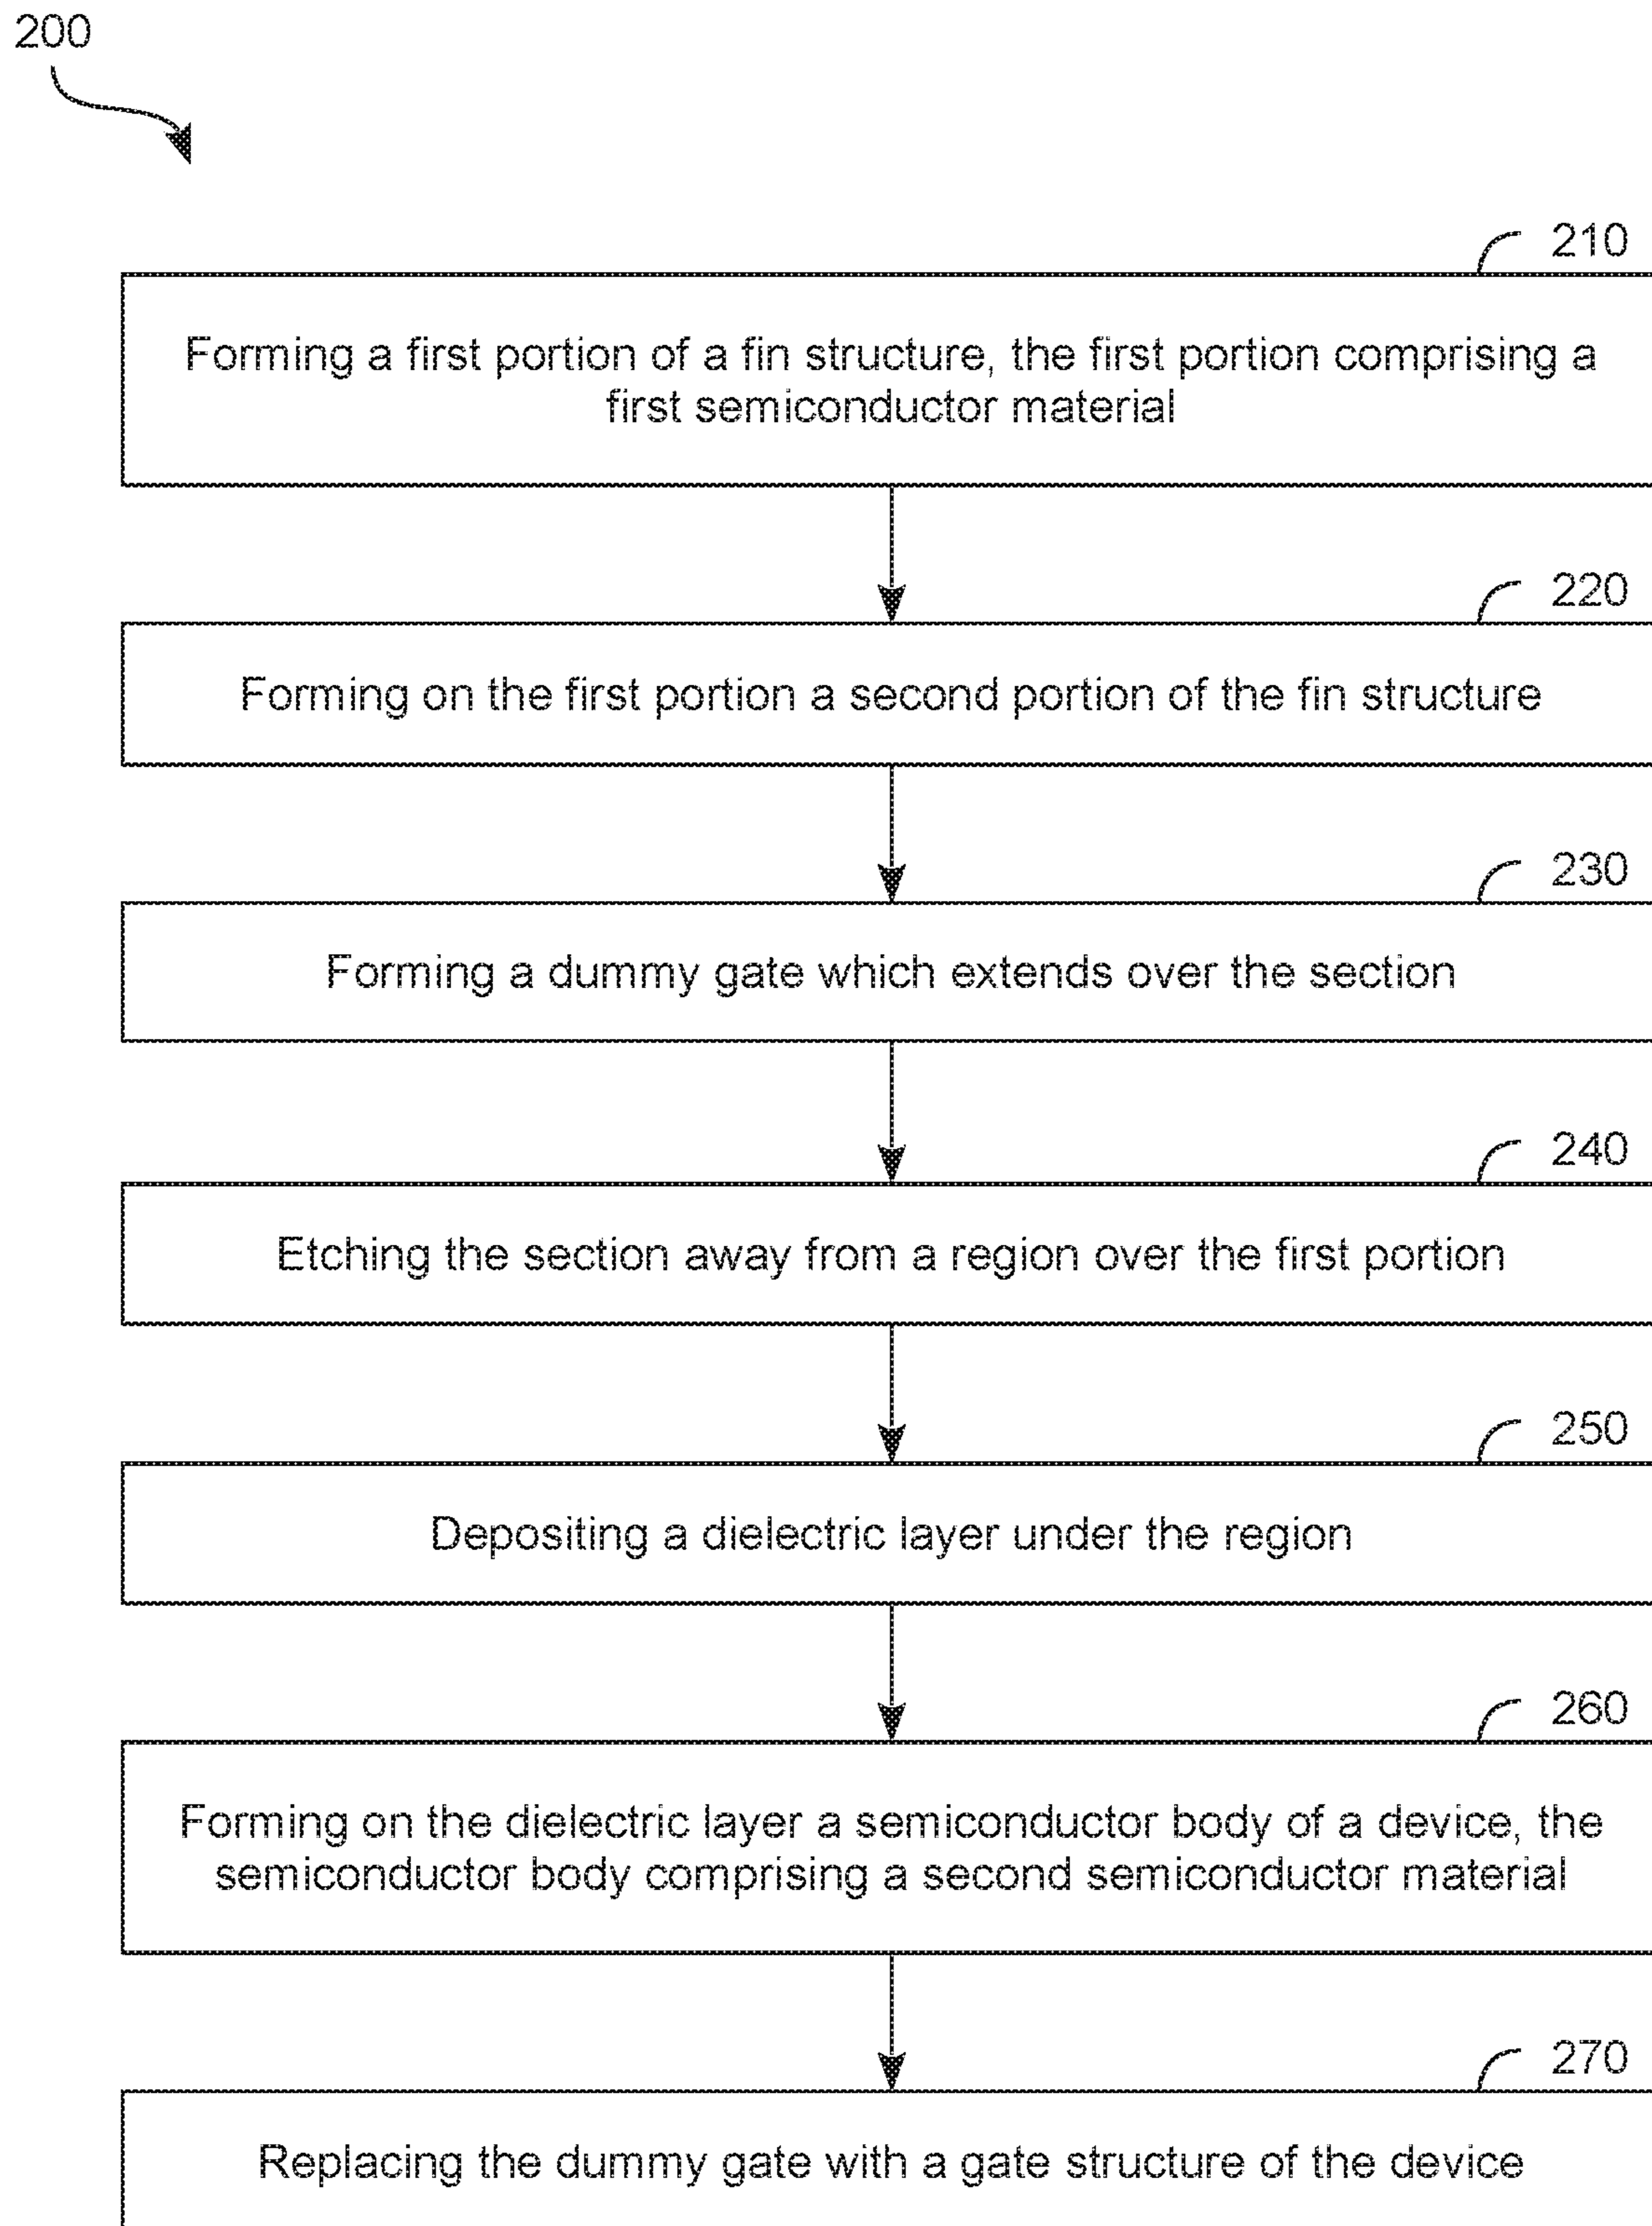 200
210
Forming a first portion of a fin structure, the first portion comprising a
first semiconductor material
220
Forming on the first portion a second portion of the fin structure
230
Forming a dummy gate which extends over the section
240
Etching the section away from a region over the first portion
250
Depositing a dielectric layer under the region
260
Forming on the dielectric layer a semiconductor body of a device, the
semiconductor body comprising a second semiconductor material
270
Replacing the dummy gate with a gate structure of the device